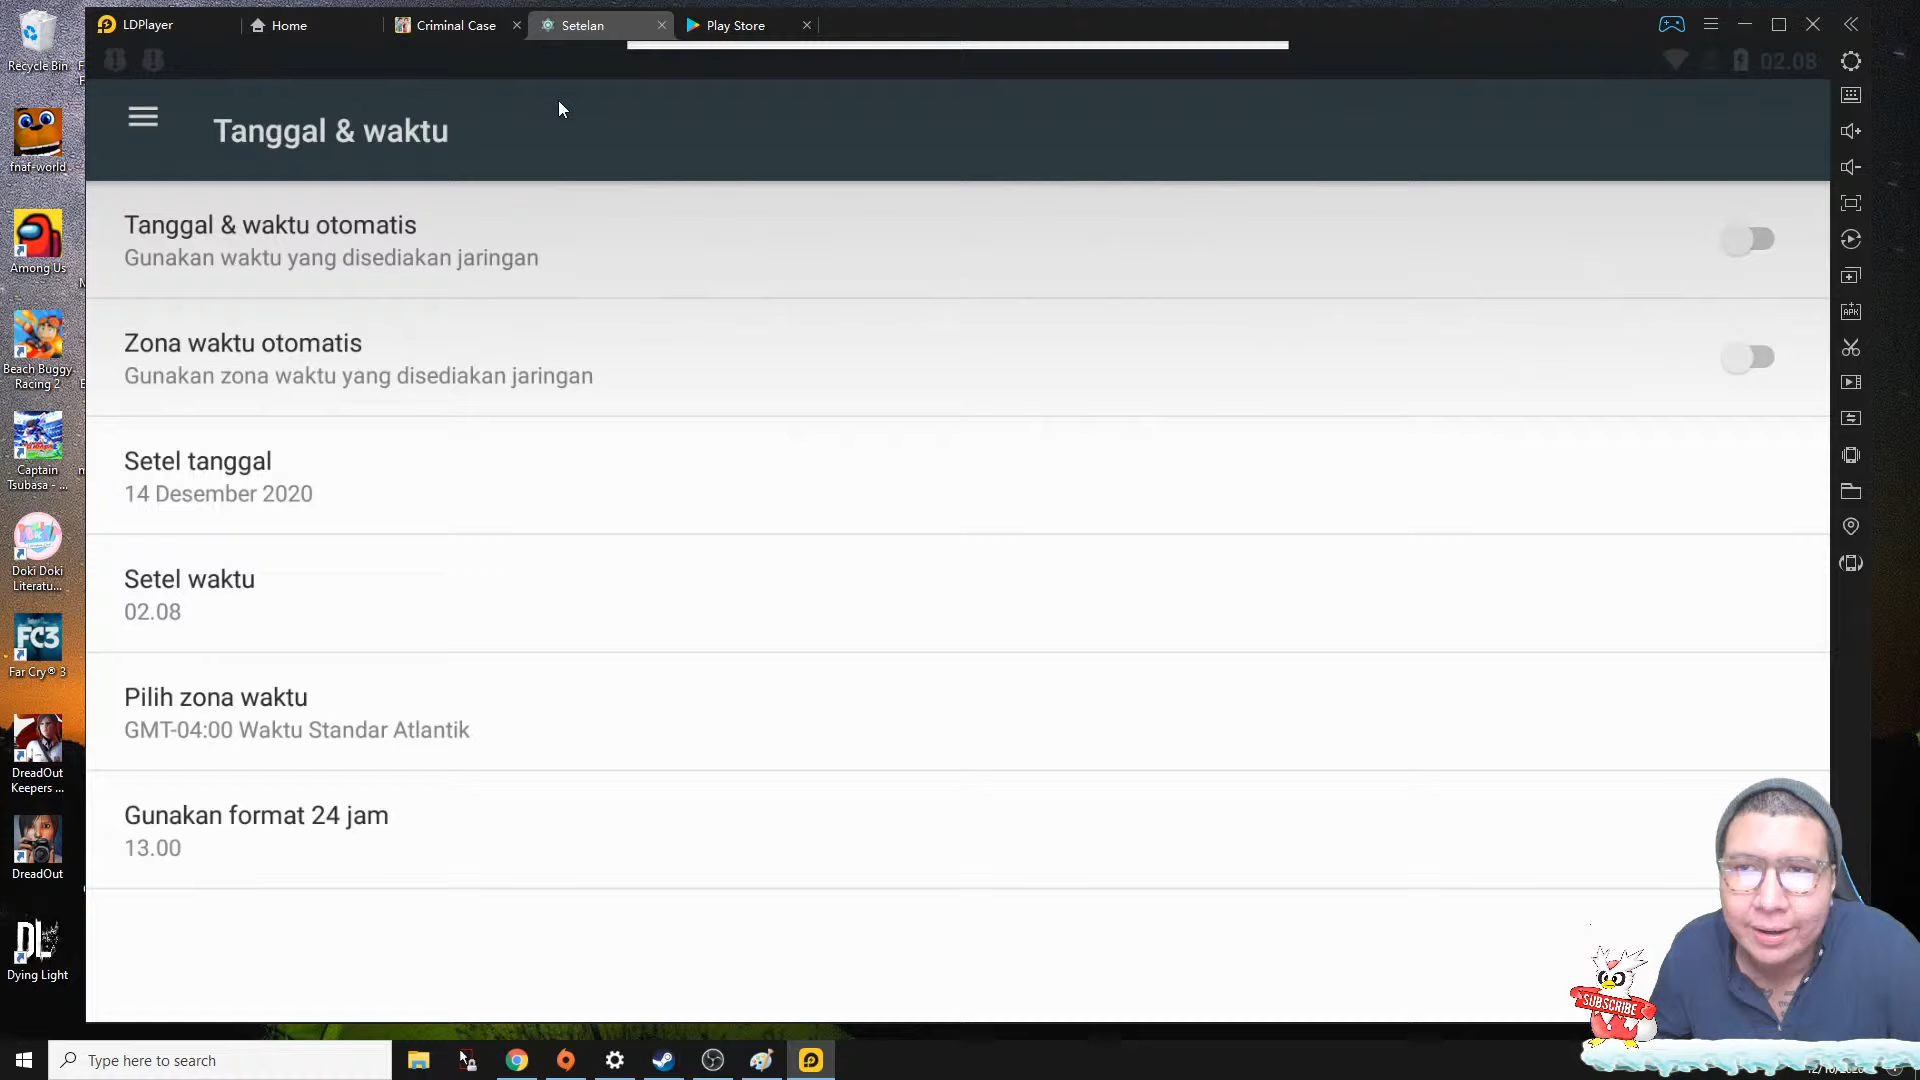 LDPlayer
Home
Criminal Case
Setelan
Play Store
02.08
Recycle Bin
fnaf-world
Among Us
Beach Buggy
Racing 2
Captain
Tsubasa - ...
Doki Doki
Literatu...
FC3
Far Cry® 3
DreadOut
Keepers ...
DreadOut
DL
Dying Light
Tanggal & waktu
Tanggal & waktu otomatis
Gunakan waktu yang disediakan jaringan
Zona waktu otomatis
Gunakan zona waktu yang disediakan jaringan
Setel tanggal
14 Desember 2020
Setel waktu
02.08
Pilih zona waktu
GMT-04:00 Waktu Standar Atlantik
Gunakan format 24 jam
13.00
APK
SUBSCRIBE
Type here to search